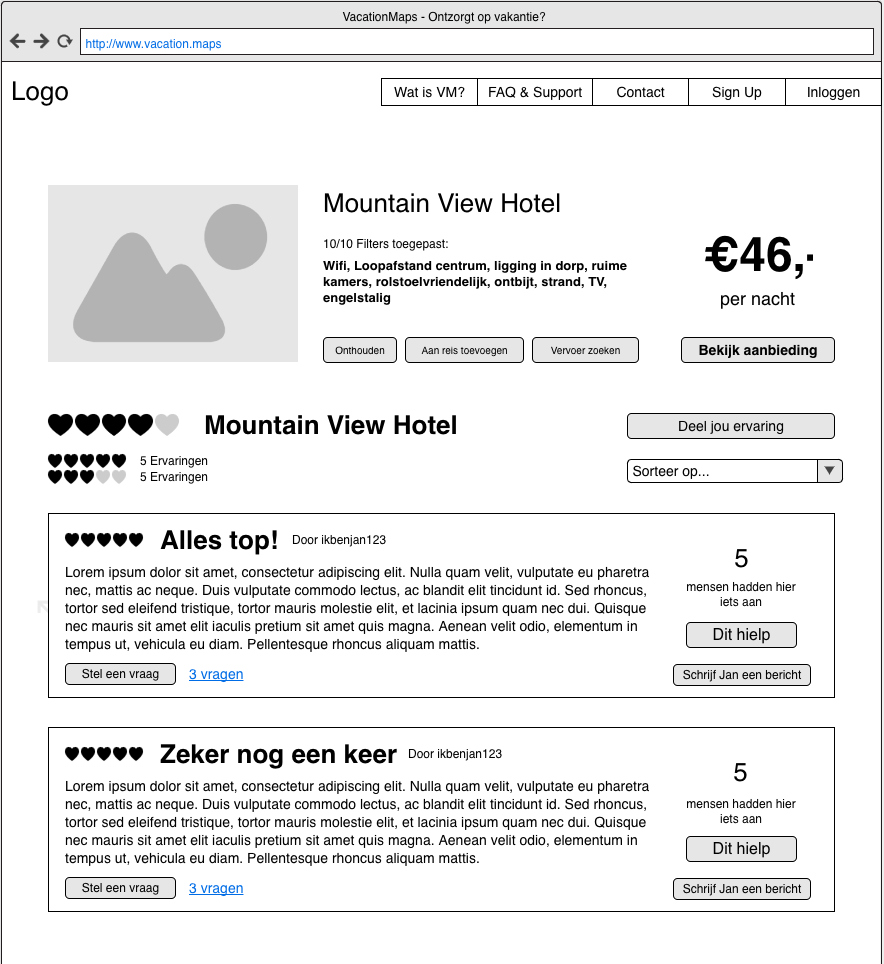 VacationMaps - Ontzorgt op vakantie?
http://www.vacation.maps
Logo
Wat is VM?
FAQ & Support
Contact
Sign Up
Inloggen
Mountain View Hotel
10/10 Filters toegepast:
Wifi, Loopafstand centrum, ligging in dorp, ruime
kamers, rolstoelvriendelijk, ontbijt, strand, TV,
engelstalig
€46,·
per nacht
Onthouden
Aan reis toevoegen
Vervoer zoeken
Bekijk aanbieding
Mountain View Hotel
Deel jou ervaring
5 Ervaringen
5 Ervaringen
Sorteer op...
Alles top!
Door ikbenjan123
Lorem ipsum dolor sit amet, consectetur adipiscing elit. Nulla quam velit, vulputate eu pharetra
nec, mattis ac neque. Duis vulputate commodo lectus, ac blandit elit tincidunt id. Sed rhoncus,
tortor sed eleifend tristique, tortor mauris molestie elit, et lacinia ipsum quam nec dui. Quisque
nec mauris sit amet elit iaculis pretium sit amet quis magna. Aenean velit odio, elementum in
tempus ut, vehicula eu diam. Pellentesque rhoncus aliquam mattis.
Stel een vraag
3 vragen
5
mensen hadden hier
iets aan
Dit hielp
Schrijf Jan een bericht
Zeker nog een keer
Door ikbenjan123
Lorem ipsum dolor sit amet, consectetur adipiscing elit. Nulla quam velit, vulputate eu pharetra
nec, mattis ac neque. Duis vulputate commodo lectus, ac blandit elit tincidunt id. Sed rhoncus,
tortor sed eleifend tristique, tortor mauris molestie elit, et lacinia ipsum quam nec dui. Quisque
nec mauris sit amet elit iaculis pretium sit amet quis magna. Aenean velit odio, elementum in
tempus ut, vehicula eu diam. Pellentesque rhoncus aliquam mattis.
Stel een vraag
3 vragen
5
mensen hadden hier
iets aan
Dit hielp
Schrijf Jan een bericht